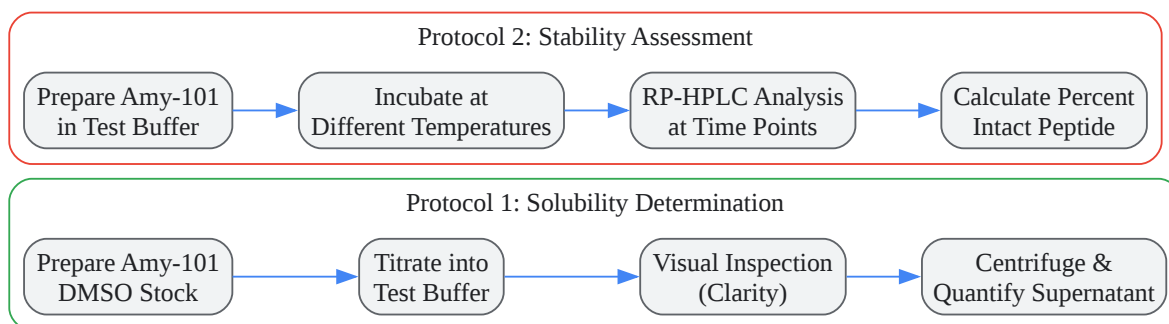 Protocol 2: Stability Assessment
Prepare Amy-101
in Test Buffer
Incubate at
Different Temperatures
RP-HPLC Analysis
at Time Points
Calculate Percent
Intact Peptide
Protocol 1: Solubility Determination
Prepare Amy-101
DMSO Stock
Titrate into
Test Buffer
Visual Inspection
(Clarity)
Centrifuge &
Quantify Supernatant